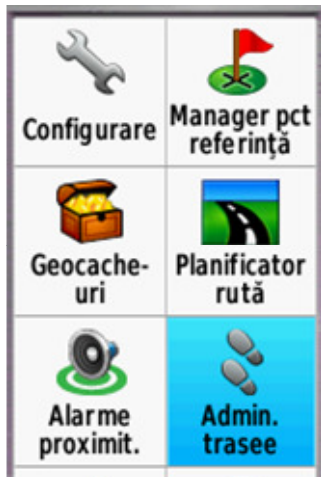 Configurare
Manager pct
referință
Geocache-
uri
Planificator
rută
Alarme
proximit.
Admin.
trasee